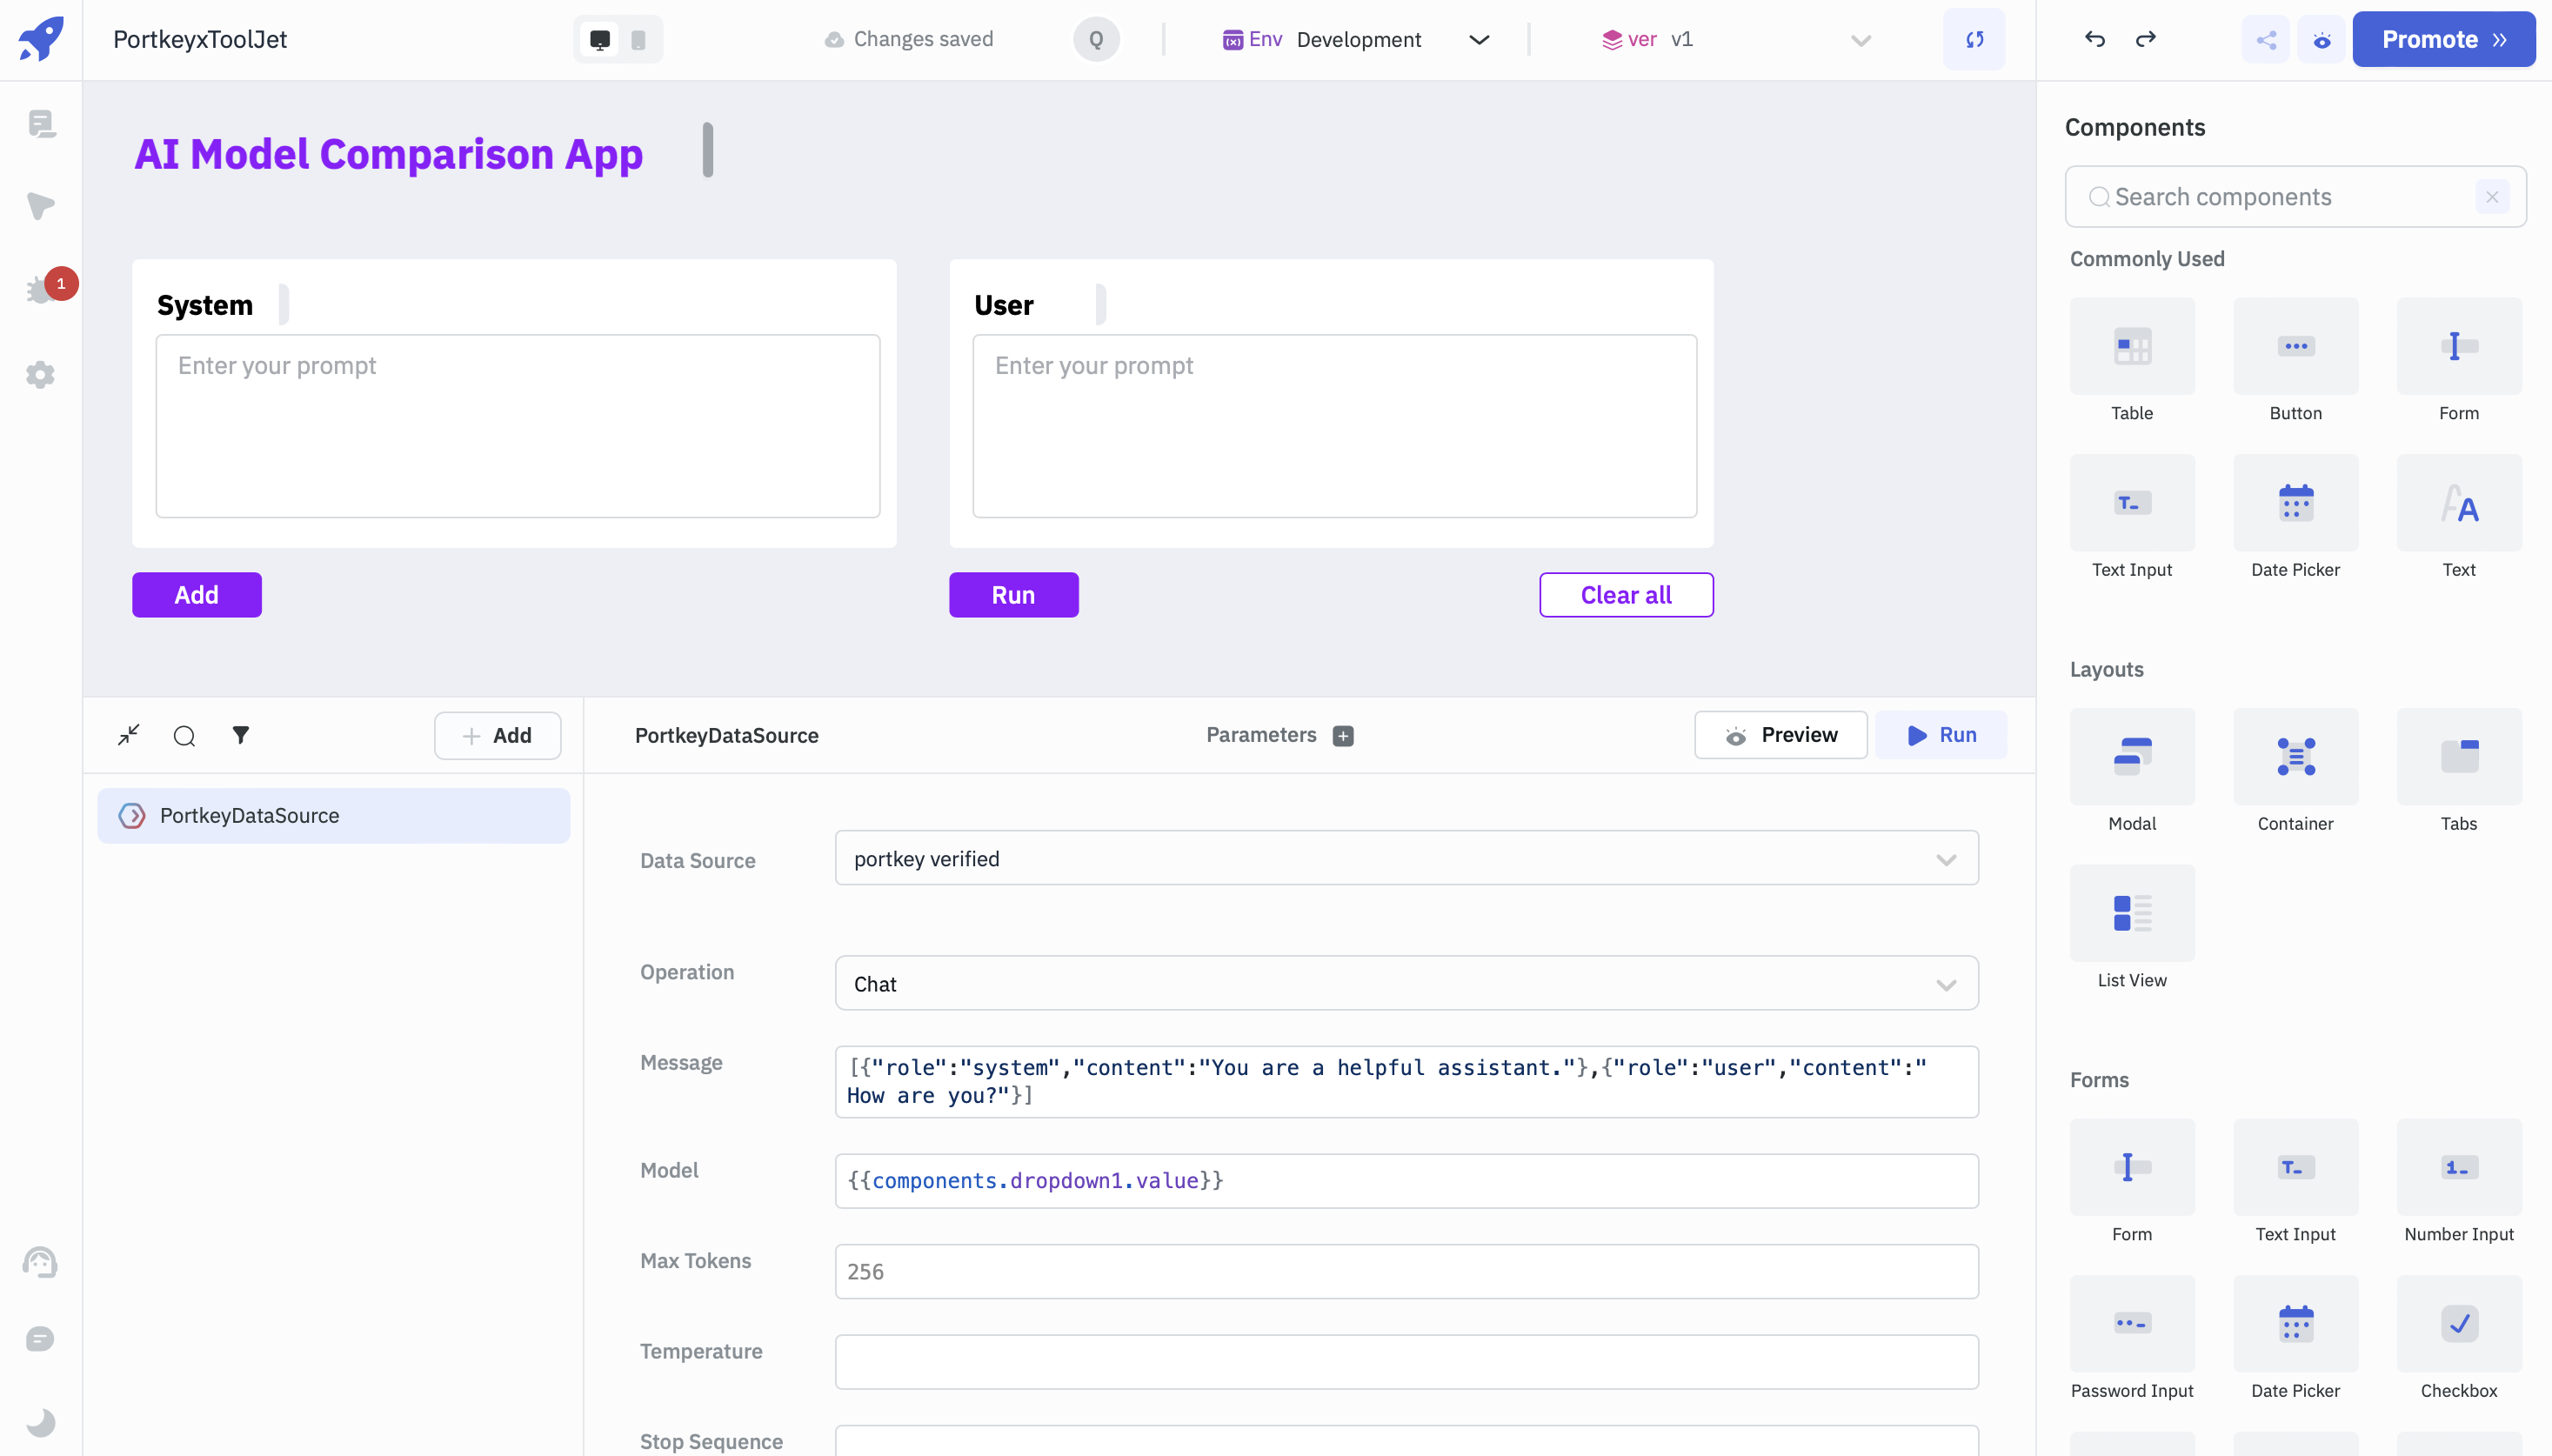 PortkeyxToolJet
Changes saved
Q
Env Development
ver v1
Promote
1
AI Model Comparison App
System
Enter your prompt
User
Enter your prompt
Add
Run
Clear all
Add
PortkeyDataSource
PortkeyDataSource
Parameters
Preview
Run
Data Source
portkey verified
Operation
Chat
Message
[{"role":"system","content":"You are a helpful assistant."},{"role":"user","content":"
How are you?"}]
Model
{{components.dropdown1.value}}
Max Tokens
256
Temperature
Stop Sequence
Components
Search components
Commonly Used
Table
Button
Form
Text Input
Date Picker
Text
Layouts
Modal
Container
Tabs
List View
Forms
Form
Text Input
Number Input
Password Input
Date Picker
Checkbox